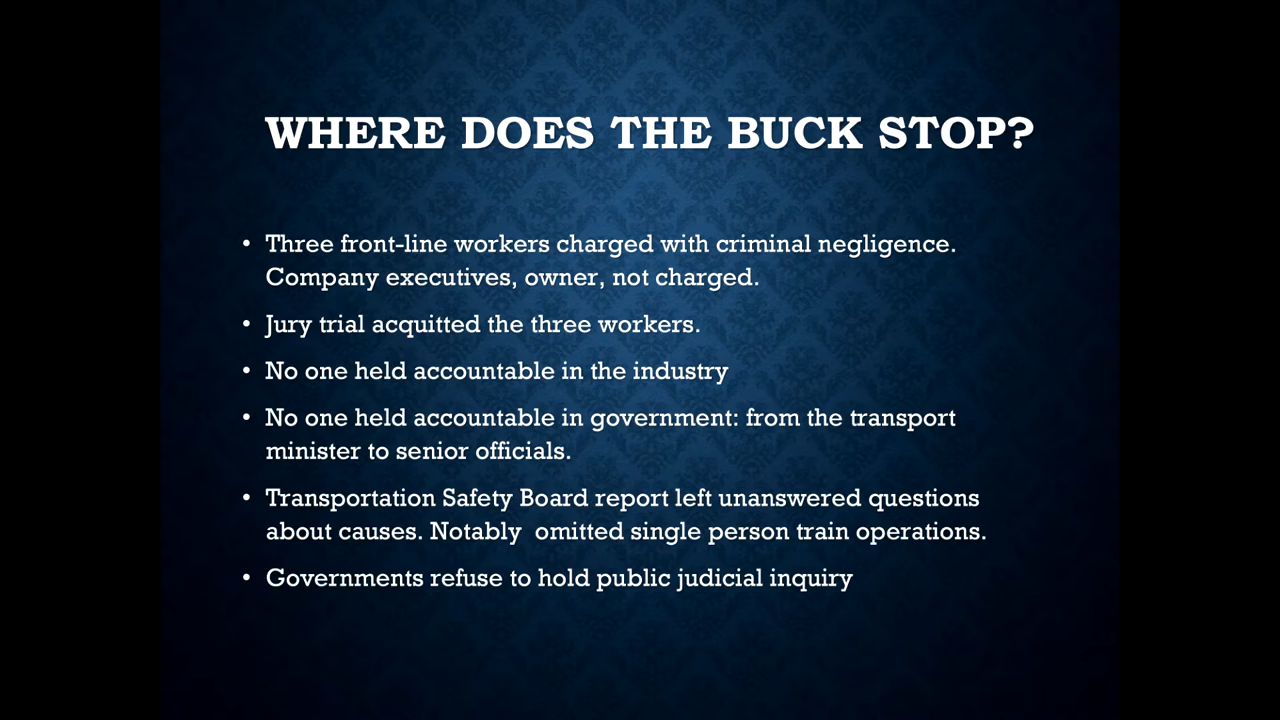 WHERE DOES THE BUCK STOP?
• Three front-line workers charged with criminal negligence.
Company executives, owner, not charged.
• Jury trial acquitted the three workers.
• No one held accountable in the industry
• No one held accountable in government: from the transport
minister to senior officials.
• Transportation Safety Board report left unanswered questions
about causes. Notably  omitted single person train operations.
• Governments refuse to hold public judicial inquiry